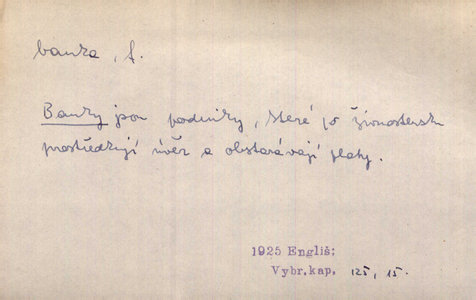 banka, f.
Banky jsou podniky, které po živnostensku
prostředkují úvěr a obstarávají platy.
1925 Engliš:
Vybr.kap. 125, 15.